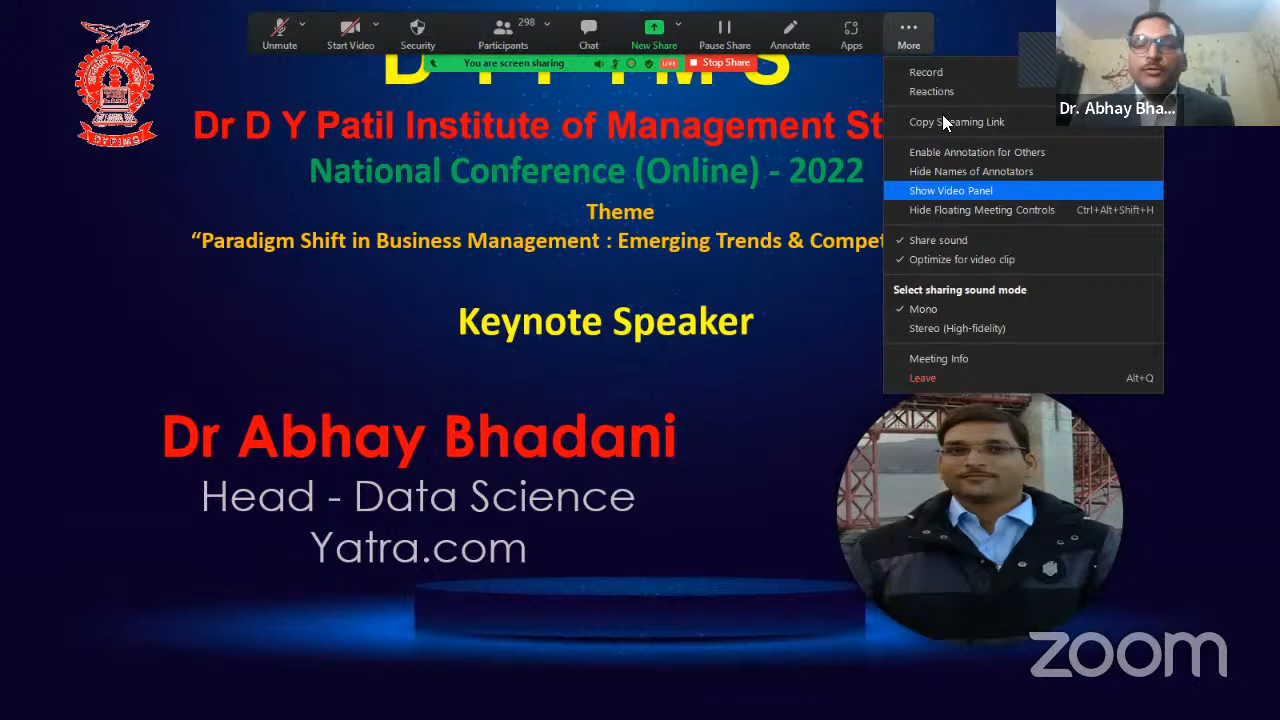 Unmute
Start Video
Security
Participants
298
Chat
New Share
Pause Share
Annotate
Apps
More
You are screen sharing
LIVE
Stop Share
Dr D Y Patil Institute of Management St
National Conference (Online) - 2022
Theme
“Paradigm Shift in Business Management : Emerging Trends & Compet
Keynote Speaker
Dr Abhay Bhadani
Head - Data Science
Yatra.com
Record
Reactions
Copy Streaming Link
Enable Annotation for Others
Hide Names of Annotators
Show Video Panel
Hide Floating Meeting Controls Ctrl+Alt+Shift+H
Share sound
Optimize for video clip
Select sharing sound mode
Mono
Stereo (High-fidelity)
Meeting Info
Leave Alt+Q
Dr. Abhay Bha...
DYPIMS
zoom